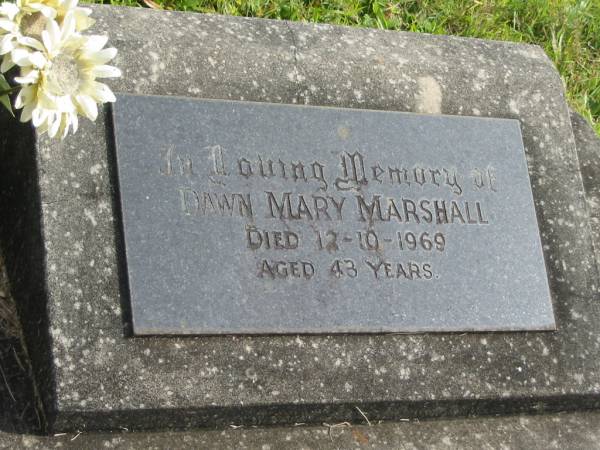 In Loving Memory of
DAWN MARY MARSHALL
DIED 12-10-1969
AGED 43 YEARS.